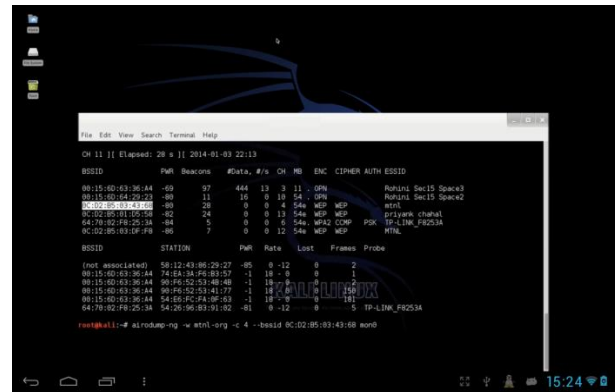 File Edit View Search Terminal Help
CH 11 ][ Elapsed: 28 s ][ 2014-01-03 22:13
BSSID PWR Beacons #Data, #/s CH MB ENC CIPHER AUTH ESSID
00:15:6D:63:36:A4 -69 97 444 13 3 11 . OPN Rohini Sec15 Space3
00:15:6D:64:29:23 -80 11 16 0 10 54 . OPN Rohini Sec15 Space2
0C:D2:B5:03:43:68 -80 28 0 0 4 54e WEP WEP mtnl
0C:D2:B5:01:D5:58 -82 24 0 0 13 54e WEP WEP priyank chahal
64:70:02:F8:25:3A -84 5 0 0 6 54e. WPA2 CCMP PSK TP-LINK_F8253A
0C:D2:B5:03:DF:F8 -86 7 0 0 12 54e WEP WEP MTNL
BSSID STATION PWR Rate Lost Frames Probe
(not associated) 58:12:43:86:29:27 -85 0 -12 0 2
00:15:6D:63:36:A4 74:EA:3A:F6:B3:57 -1 18 - 0 0 1
00:15:6D:63:36:A4 90:F6:52:53:4B:4B -1 18 - 0 0 2
00:15:6D:63:36:A4 90:F6:52:53:41:77 -1 18 - 0 0 150
00:15:6D:63:36:A4 54:E6:FC:FA:0F:63 -1 18 - 0 0 181
64:70:02:F8:25:3A 54:26:96:B3:91:02 -81 0 -12 0 5 TP-LINK_F8253A
KALI LINUX
root@kali:~# airodump-ng -w mtnl-org -c 4 --bssid 0C:D2:B5:03:43:68 mon0
15:24